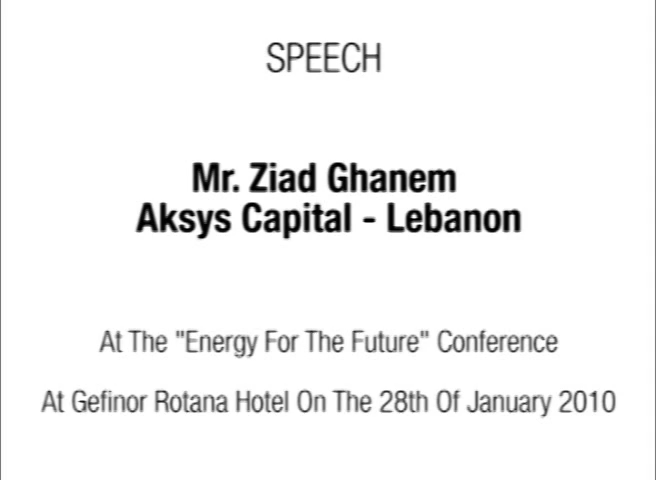 SPEECH
Mr. Ziad Ghanem
Aksys Capital - Lebanon
At The "Energy For The Future" Conference
At Gefinor Rotana Hotel On The 28th Of January 2010